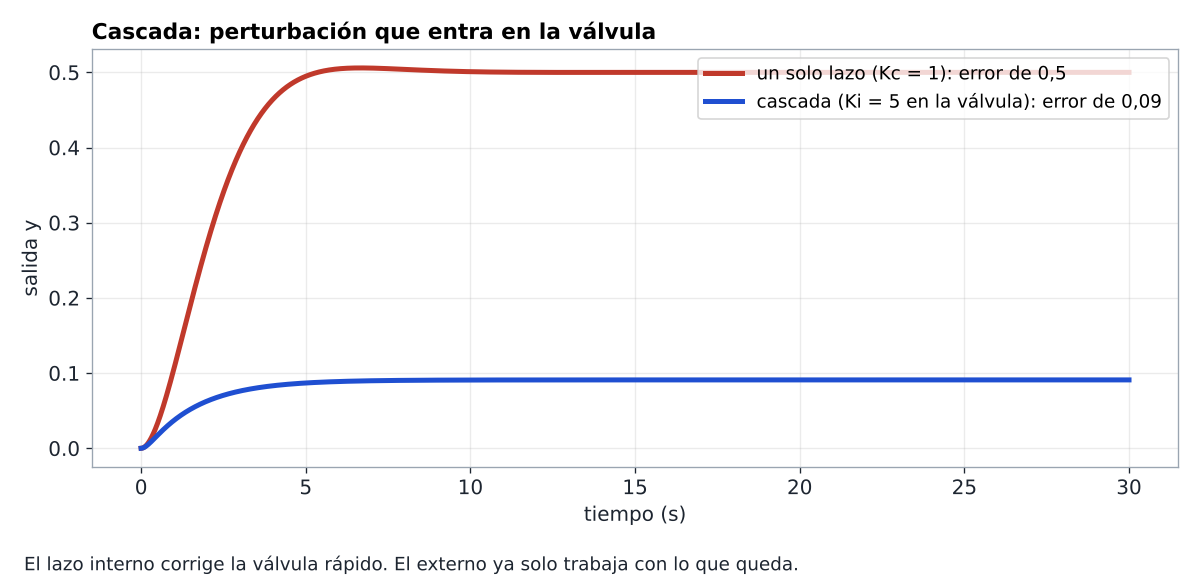 Cascada: perturbación que entra en la válvula
un solo lazo (Kc = 1): error de 0,5
cascada (Ki = 5 en la válvula): error de 0,09
salida y
0.5
0.4
0.3
0.2
0.1
0.0
0 5 10 15 20 25 30
tiempo (s)
El lazo interno corrige la válvula rápido. El externo ya solo trabaja con lo que queda.